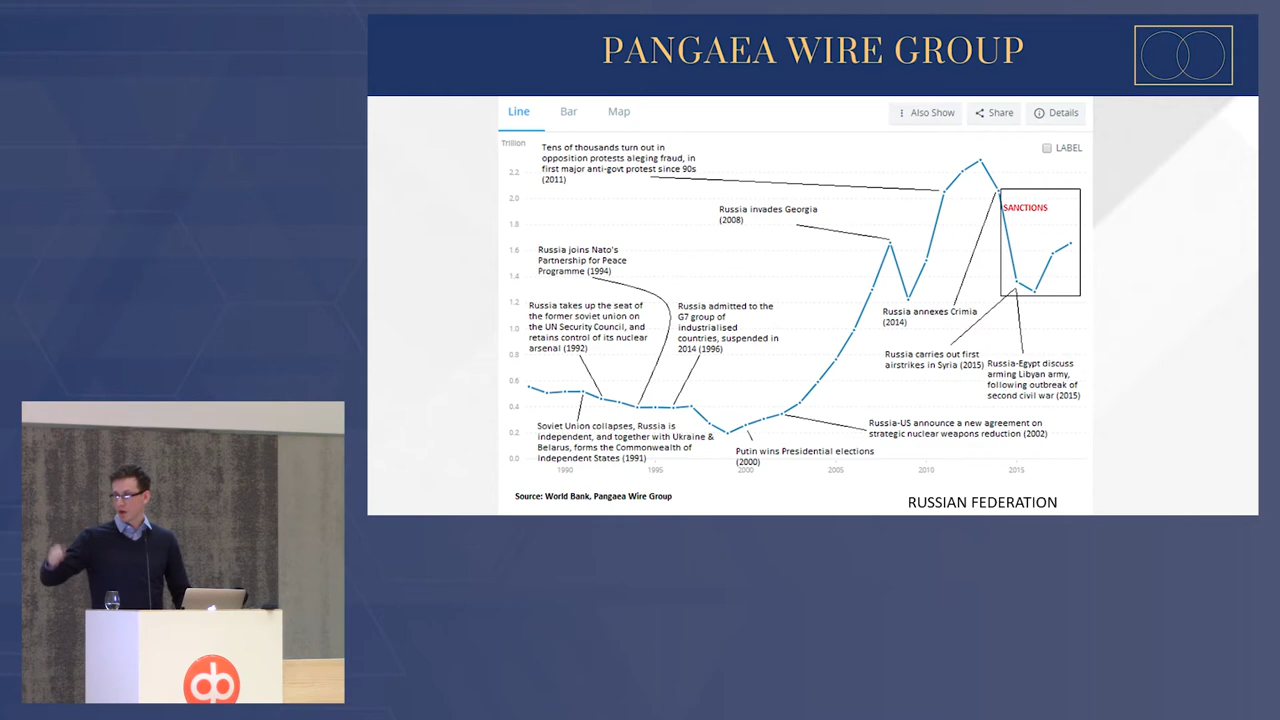 PANGAEA WIRE GROUP
Line
Bar
Map
Also Show
Share
Details
Trillion
LABEL
Tens of thousands turn out in
opposition protests aleging fraud, in
first major anti-govt protest since 90s
(2011)
2.2
2.0
1.8
1.6
1.4
1.2
1.0
0.8
0.6
0.4
0.2
0.0
Russia invades Georgia
(2008)
SANCTIONS
Russia joins Nato's
Partnership for Peace
Programme (1994)
Russia takes up the seat of
the former soviet union on
the UN Security Council, and
retains control of its nuclear
arsenal (1992)
Russia admitted to the
G7 group of
industrialised
countries, suspended in
2014 (1996)
Russia annexes Crimia
(2014)
Russia carries out first
airstrikes in Syria (2015)
Russia-Egypt discuss
arming Libyan army,
following outbreak of
second civil war (2015)
Soviet Union collapses, Russia is
independent, and together with Ukraine &
Belarus, forms the Commonwealth of
Independent States (1991)
Russia-US announce a new agreement on
strategic nuclear weapons reduction (2002)
Putin wins Presidential elections
(2000)
1990
1995
2000
2005
2010
2015
Source: World Bank, Pangaea Wire Group
RUSSIAN FEDERATION